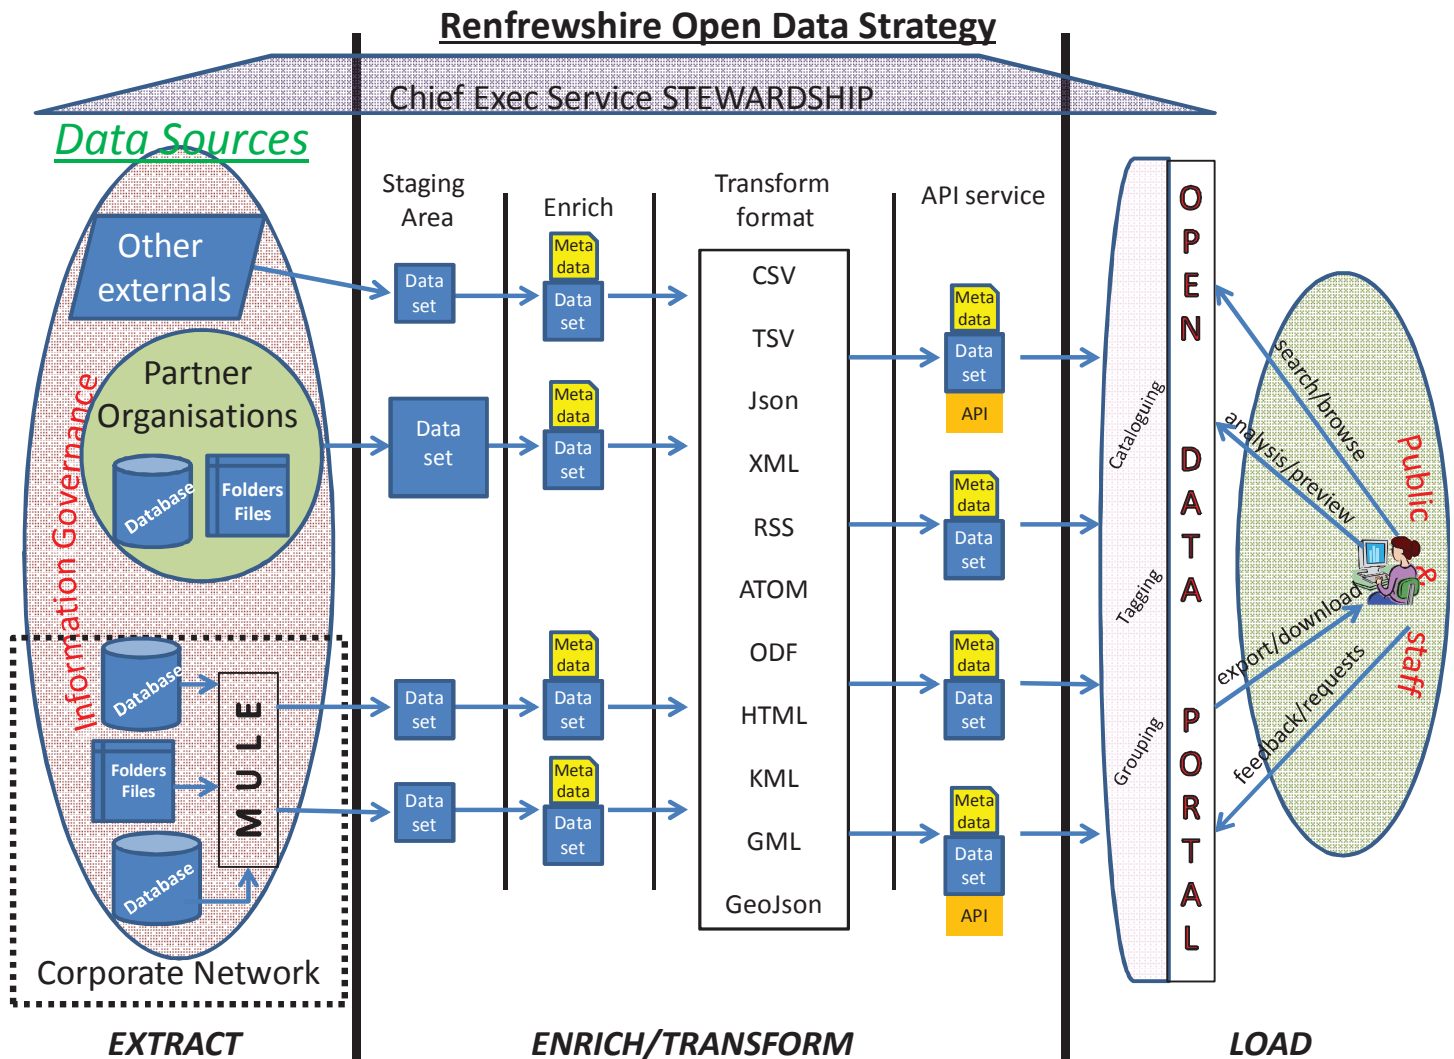 Renfrewshire Open Data Strategy
Chief Exec Service STEWARDSHIP
Data Sources
Information Governance
Other
externals
Partner
Organisations
Database
Folders
Files
Database
Folders
Files
Database
MULE
Corporate Network
EXTRACT
Staging
Area
Data
set
Data
set
Data
set
Data
set
Enrich
Meta
data
Data
set
Meta
data
Data
set
Meta
data
Data
set
Meta
data
Data
set
Transform
format
CSV
TSV
Json
XML
RSS
ATOM
ODF
HTML
KML
GML
GeoJson
API service
Meta
data
Data
set
API
Meta
data
Data
set
Meta
data
Data
set
Meta
data
Data
set
API
ENRICH/TRANSFORM
Cataloguing
Tagging
Grouping
OPEN DATA PORTAL
search/browse
analysis/preview
export/download
feedback/requests
Public & staff
LOAD